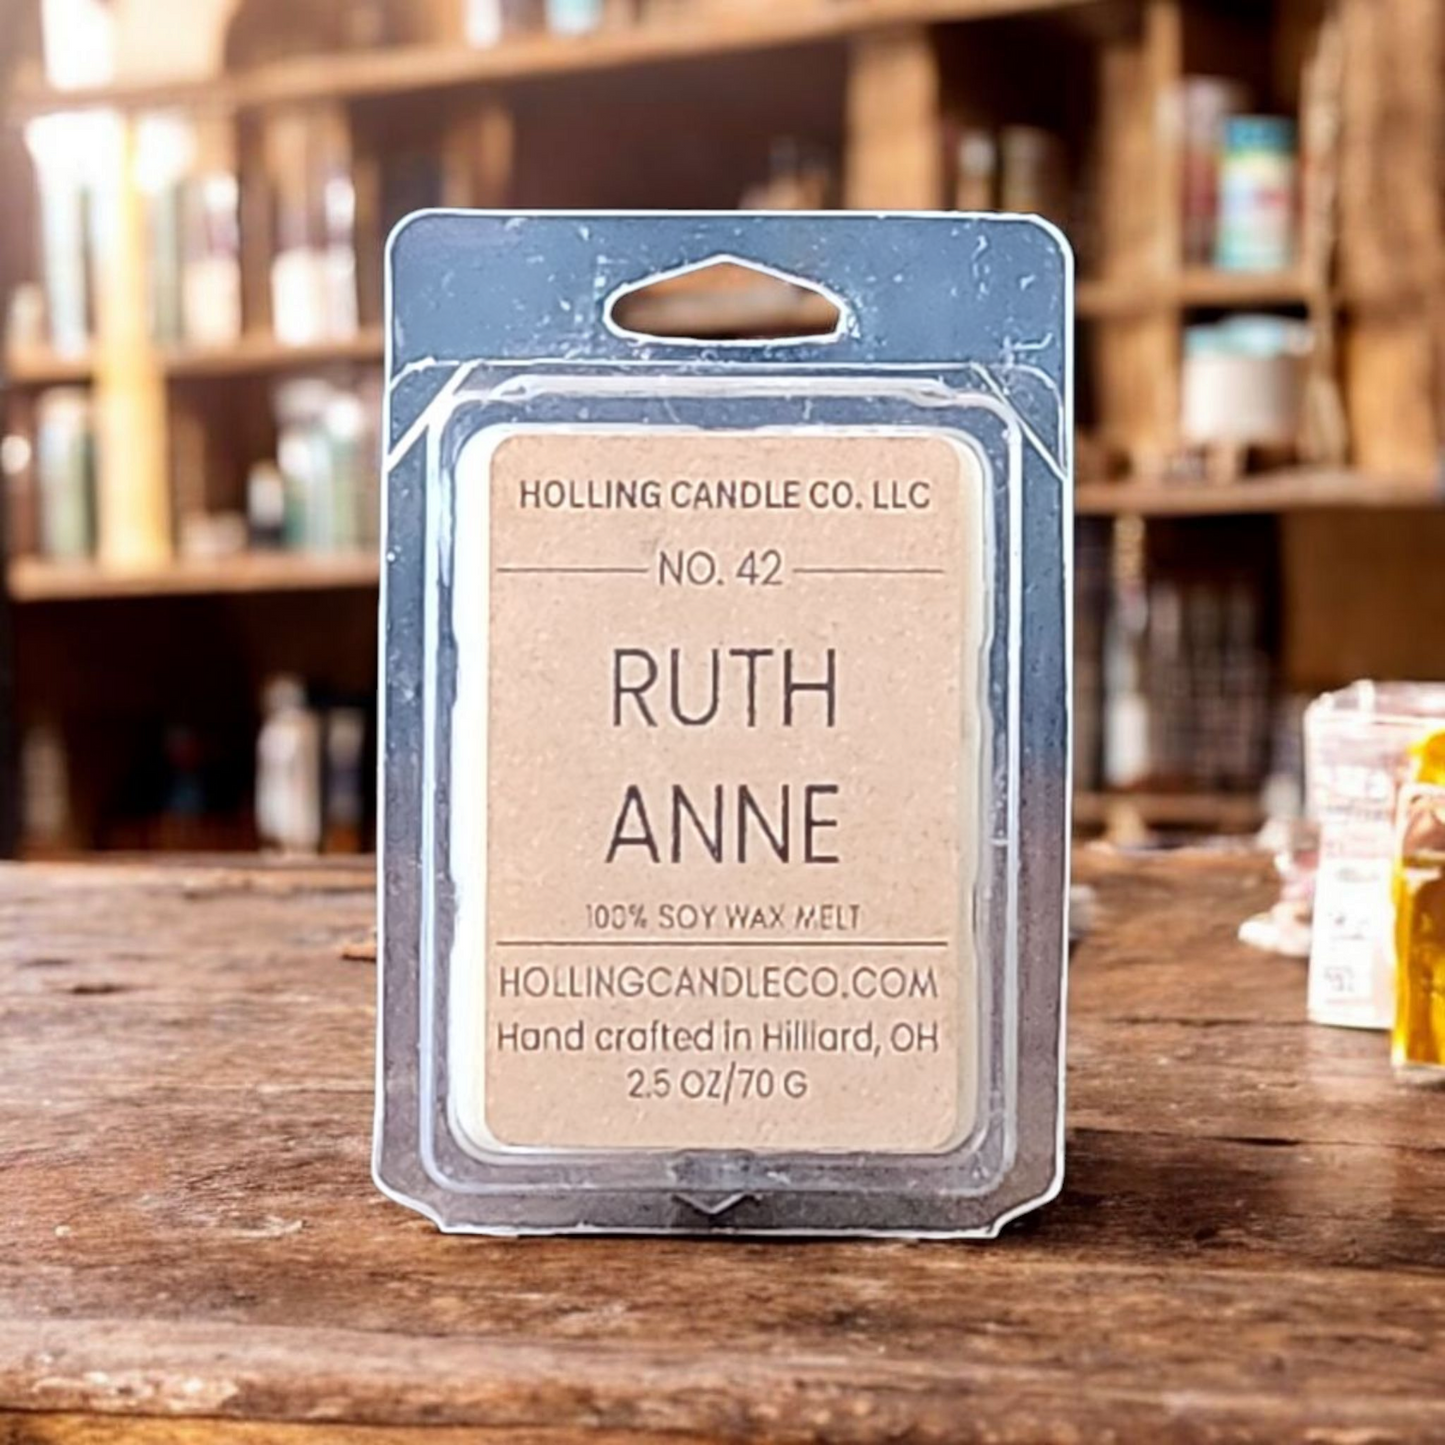 HOLLING CANDLE CO. LLC
NO. 42
RUTH
ANNE
100% SOY WAX MELT
HOLLINGCANDLECO.COM
Hand crafted in Hilliard, OH
2.5 OZ/70 G